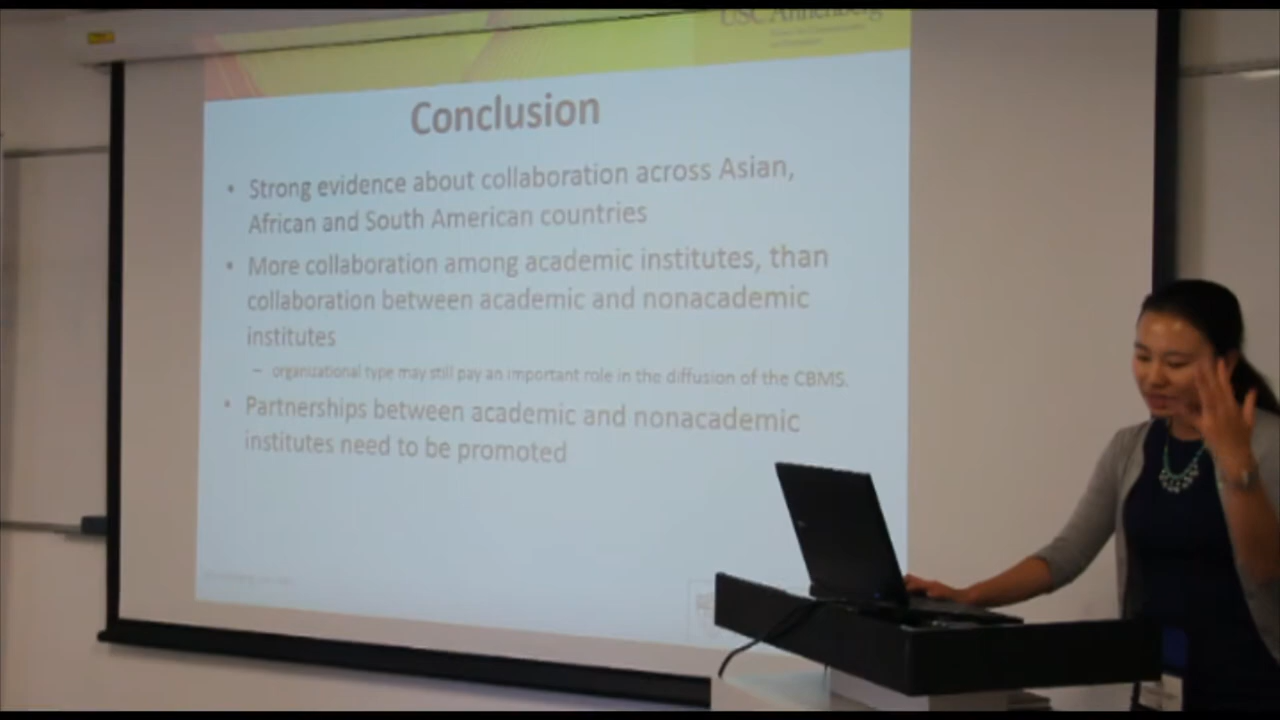 USC Annenberg
Conclusion
• Strong evidence about collaboration across Asian,
African and South American countries
• More collaboration among academic institutes, than
collaboration between academic and nonacademic
institutes
– organizational type may still pay an important role in the diffusion of the CBMS.
• Partnerships between academic and nonacademic
institutes need to be promoted